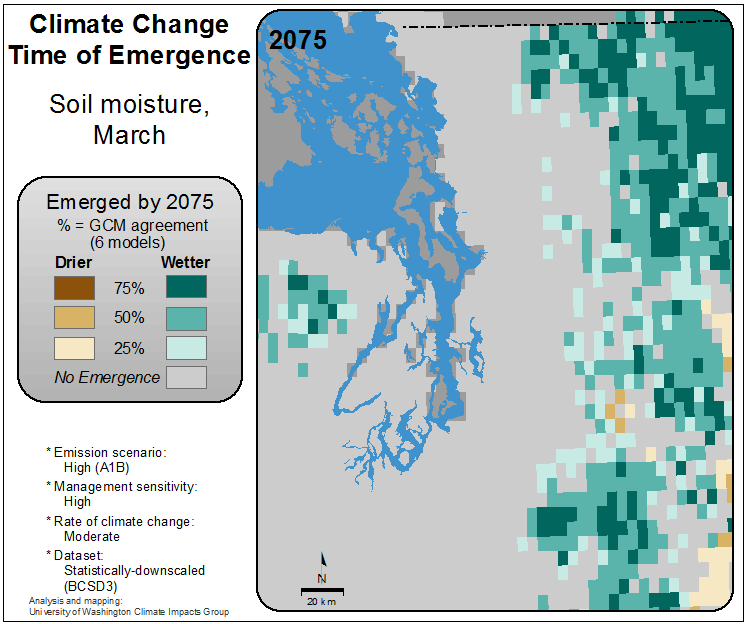 Climate Change
Time of Emergence
Soil moisture,
March
Emerged by 2075
% = GCM agreement
(6 models)
Drier Wetter
75%
50%
25%
No Emergence
* Emission scenario:
High (A1B)
* Management sensitivity:
High
* Rate of climate change:
Moderate
* Dataset:
Statistically-downscaled
(BCSD3)
Analysis and mapping:
University of Washington Climate Impacts Group
2075
N
20 km